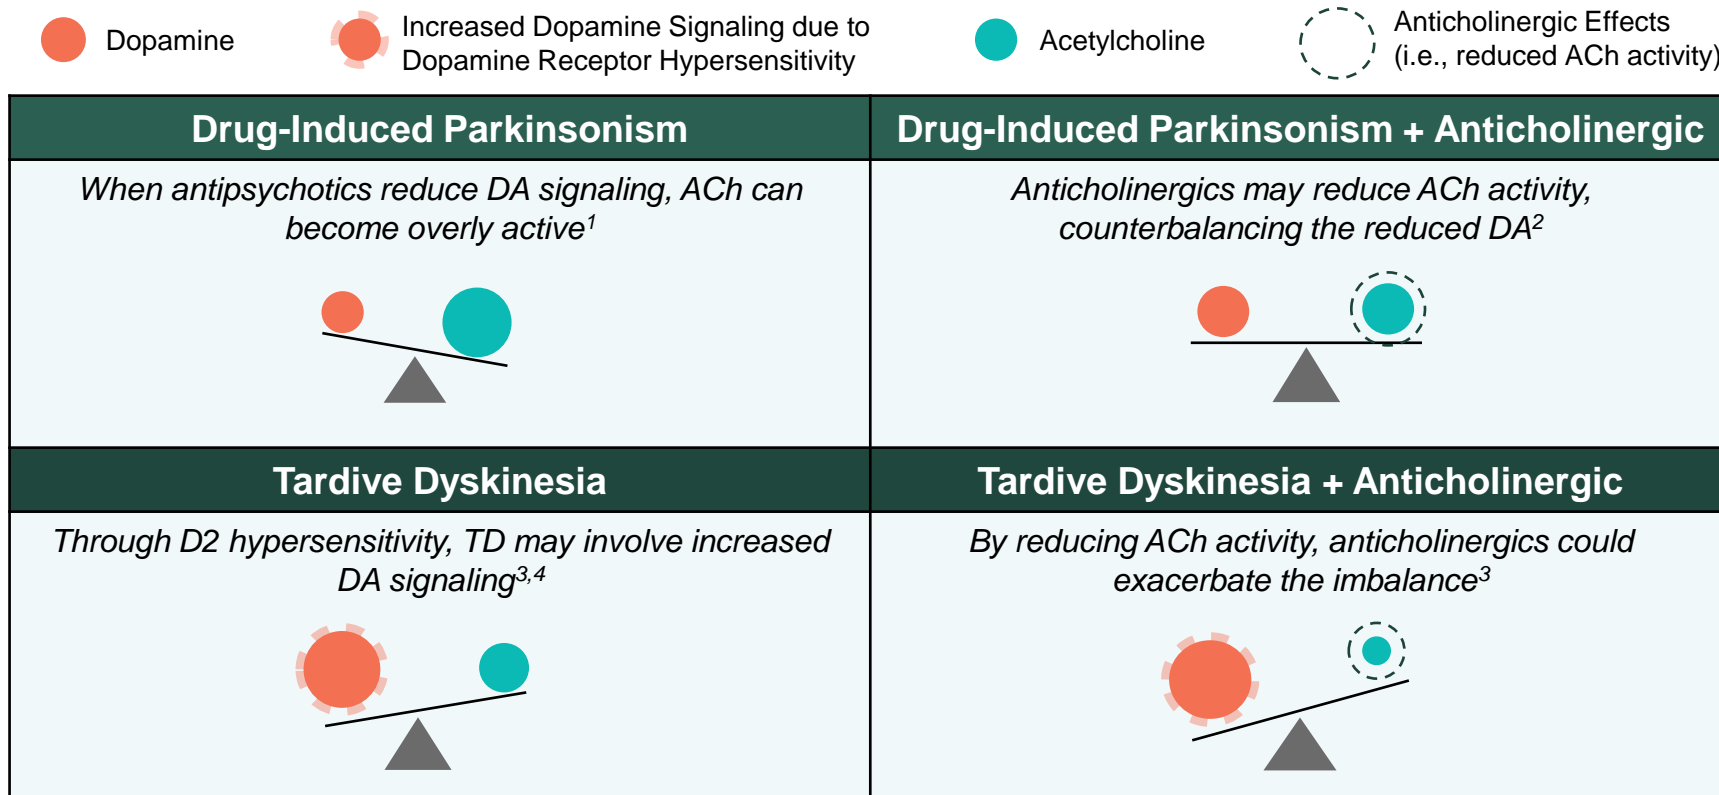 Dopamine
Increased Dopamine Signaling due to
Dopamine Receptor Hypersensitivity
Acetylcholine
Anticholinergic Effects
(i.e., reduced ACh activity)
Drug-Induced Parkinsonism
Drug-Induced Parkinsonism + Anticholinergic
When antipsychotics reduce DA signaling, ACh can
become overly active1
Anticholinergics may reduce ACh activity,
counterbalancing the reduced DA2
Tardive Dyskinesia
Tardive Dyskinesia + Anticholinergic
Through D2 hypersensitivity, TD may involve increased
DA signaling3,4
By reducing ACh activity, anticholinergics could
exacerbate the imbalance3